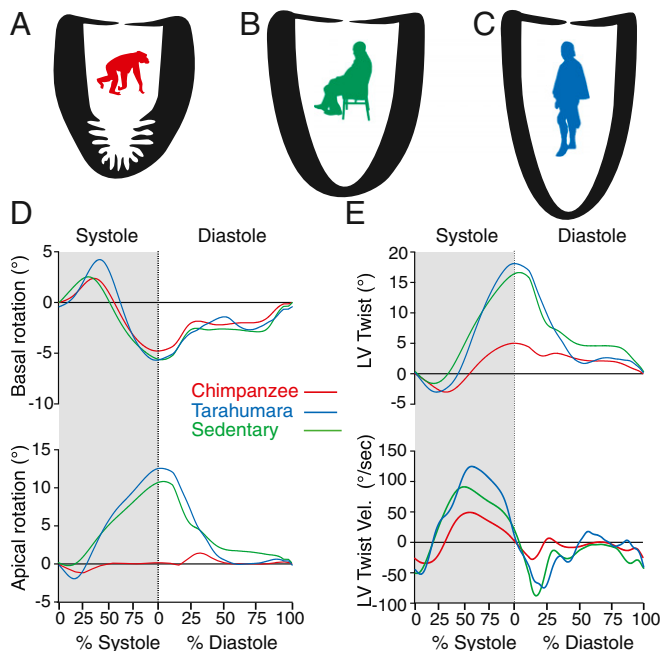 A
B
C
D
Systole
Diastole
5
0
-5
-10
Basal rotation (°)
Chimpanzee
Tarahumara
Sedentary
15
10
5
0
-5
Apical rotation (°)
0 25 50 75 0 25 50 75 100
% Systole
% Diastole
E
Systole
Diastole
20
15
10
5
0
-5
LV Twist (°)
150
100
50
0
-50
-100
LV Twist Vel. (°/sec)
0 25 50 75 0 25 50 75 100
% Systole
% Diastole